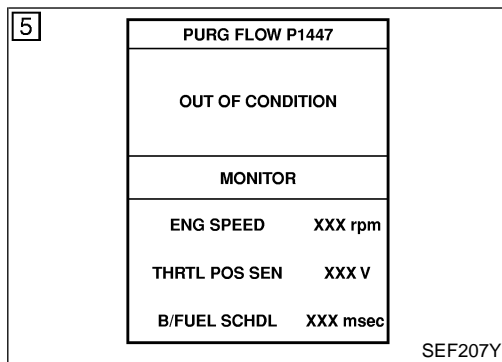 5
PURG FLOW P1447
OUT OF CONDITION
MONITOR
ENG SPEED XXX rpm
THRTL POS SEN XXX V
B/FUEL SCHDL XXX msec
SEF207Y